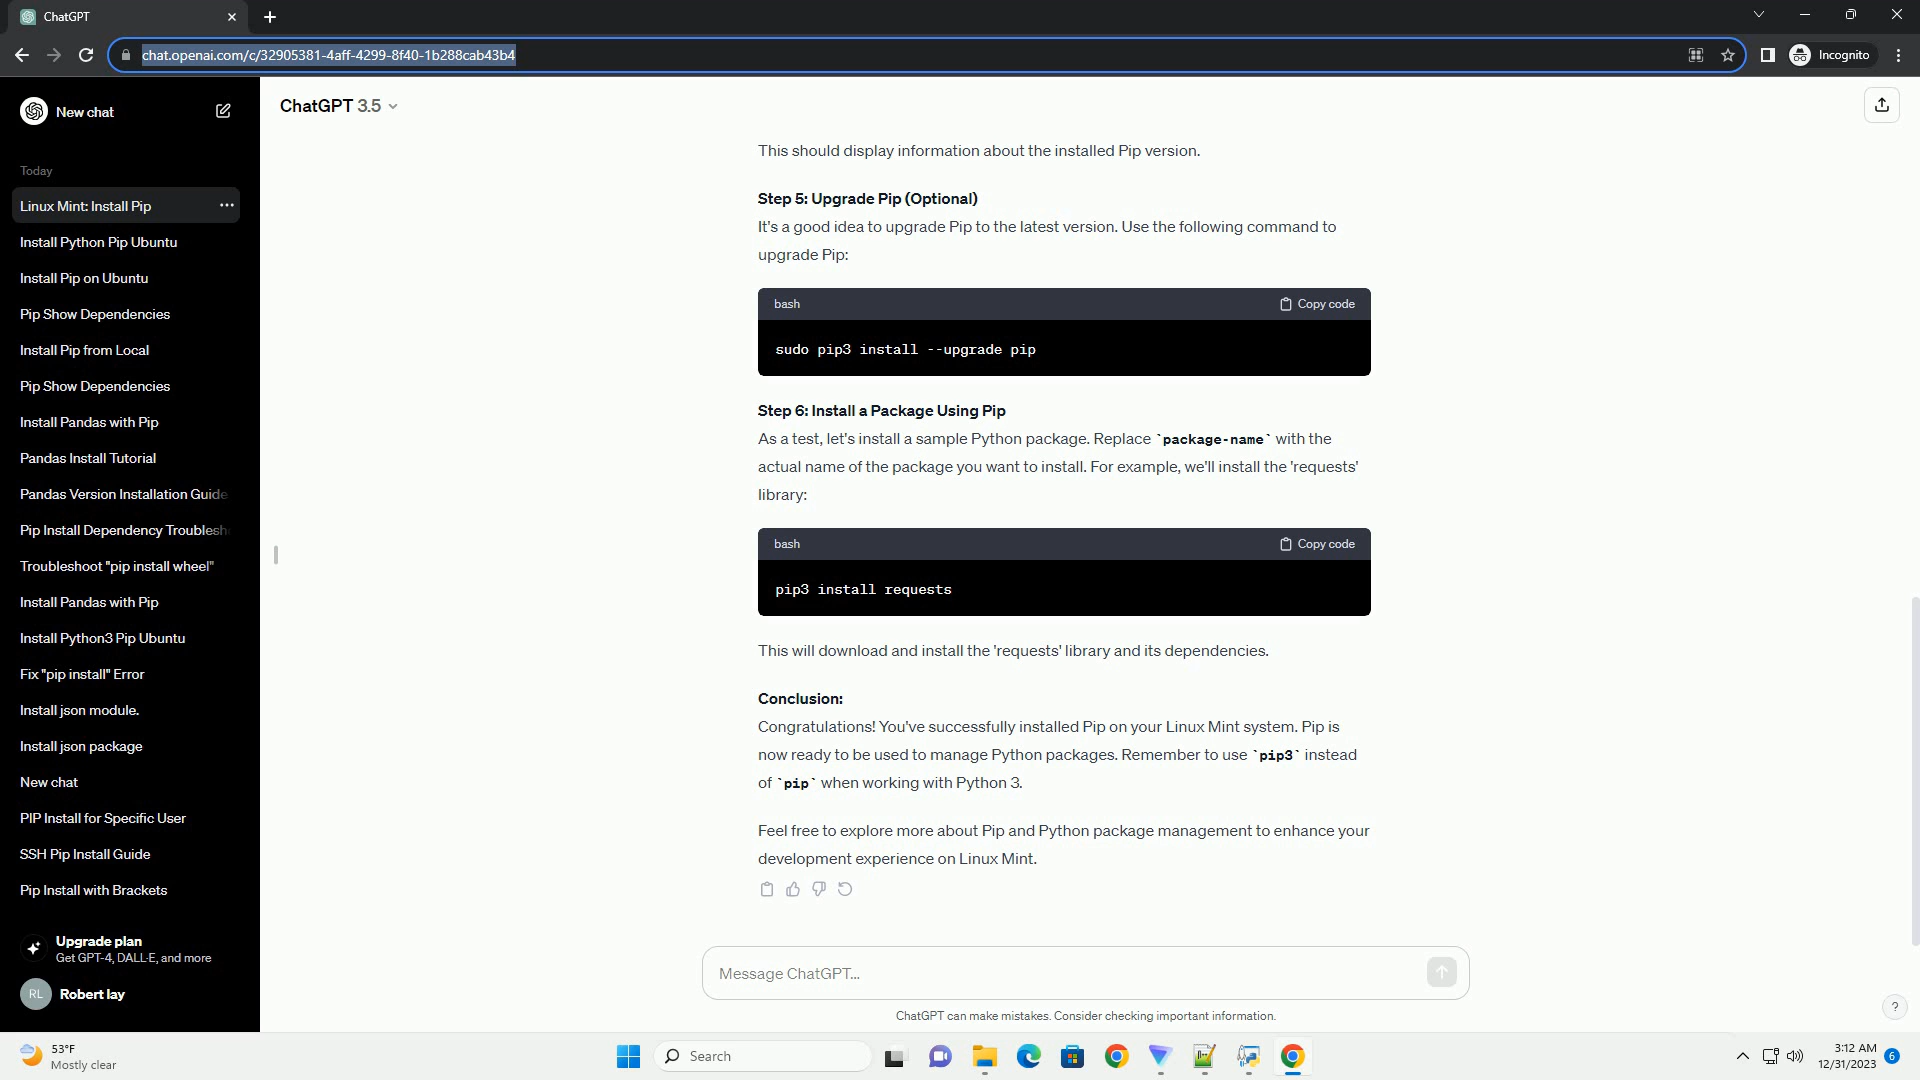 ChatGPT
chat.openai.com/c/32905381-4aff-4299-8f40-1b288cab43b4
Incognito
New chat
Today
Linux Mint: Install Pip
Install Python Pip Ubuntu
Install Pip on Ubuntu
Pip Show Dependencies
Install Pip from Local
Pip Show Dependencies
Install Pandas with Pip
Pandas Install Tutorial
Pandas Version Installation Guide
Pip Install Dependency Troublesh
Troubleshoot "pip install wheel"
Install Pandas with Pip
Install Python3 Pip Ubuntu
Fix "pip install" Error
Install json module.
Install json package
New chat
PIP Install for Specific User
SSH Pip Install Guide
Pip Install with Brackets
Upgrade plan
Get GPT-4, DALL·E, and more
RL Robert lay
ChatGPT 3.5
This should display information about the installed Pip version.
Step 5: Upgrade Pip (Optional)
It's a good idea to upgrade Pip to the latest version. Use the following command to
upgrade Pip:
bash Copy code
sudo pip3 install --upgrade pip
Step 6: Install a Package Using Pip
As a test, let's install a sample Python package. Replace `package-name` with the
actual name of the package you want to install. For example, we'll install the 'requests'
library:
bash Copy code
pip3 install requests
This will download and install the 'requests' library and its dependencies.
Conclusion:
Congratulations! You've successfully installed Pip on your Linux Mint system. Pip is
now ready to be used to manage Python packages. Remember to use `pip3` instead
of `pip` when working with Python 3.
Feel free to explore more about Pip and Python package management to enhance your
development experience on Linux Mint.
Message ChatGPT...
ChatGPT can make mistakes. Consider checking important information.
?
53°F
Mostly clear
Search
3:12 AM
12/31/2023
6